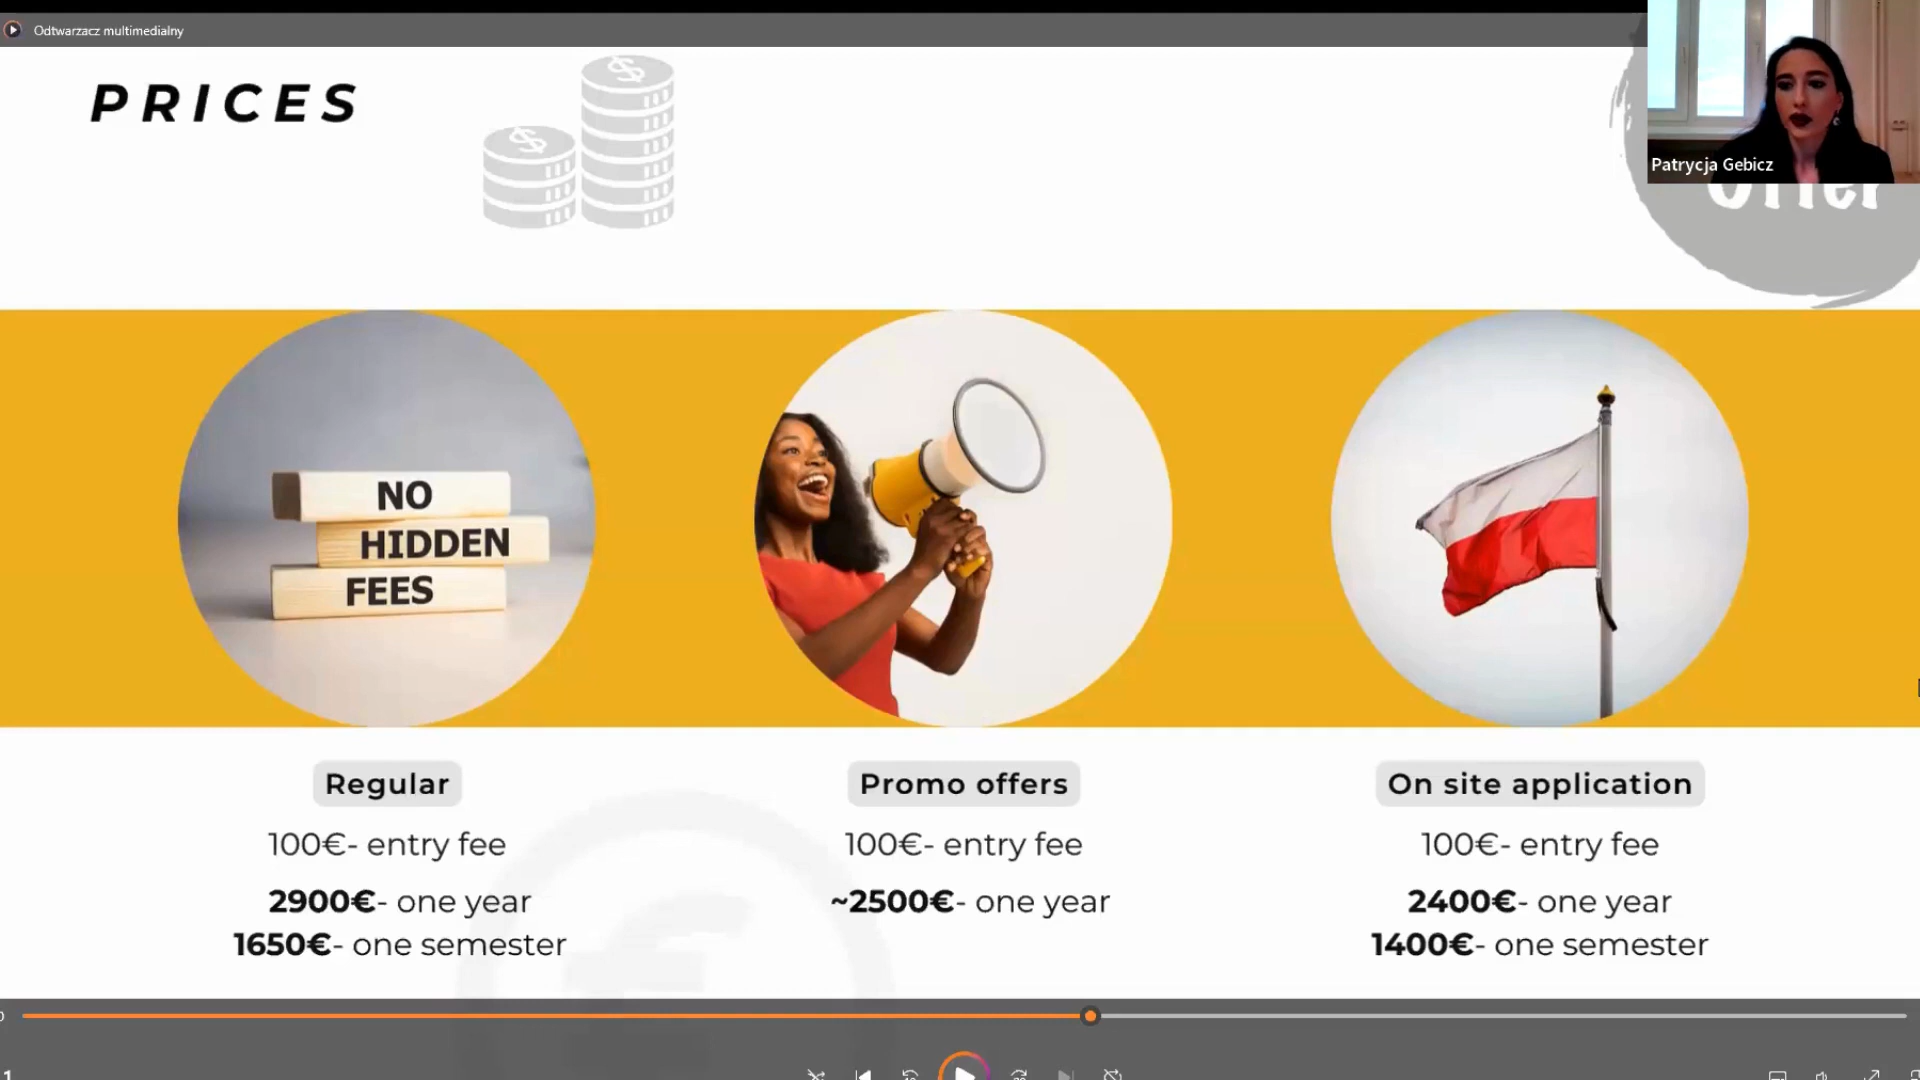 Odtwarzacz multimedialny
PRICES
Patrycja Gebicz
NO
HIDDEN
FEES
Regular
100€- entry fee
2900€- one year
1650€- one semester
Promo offers
100€- entry fee
~2500€- one year
On site application
100€- entry fee
2400€- one year
1400€- one semester